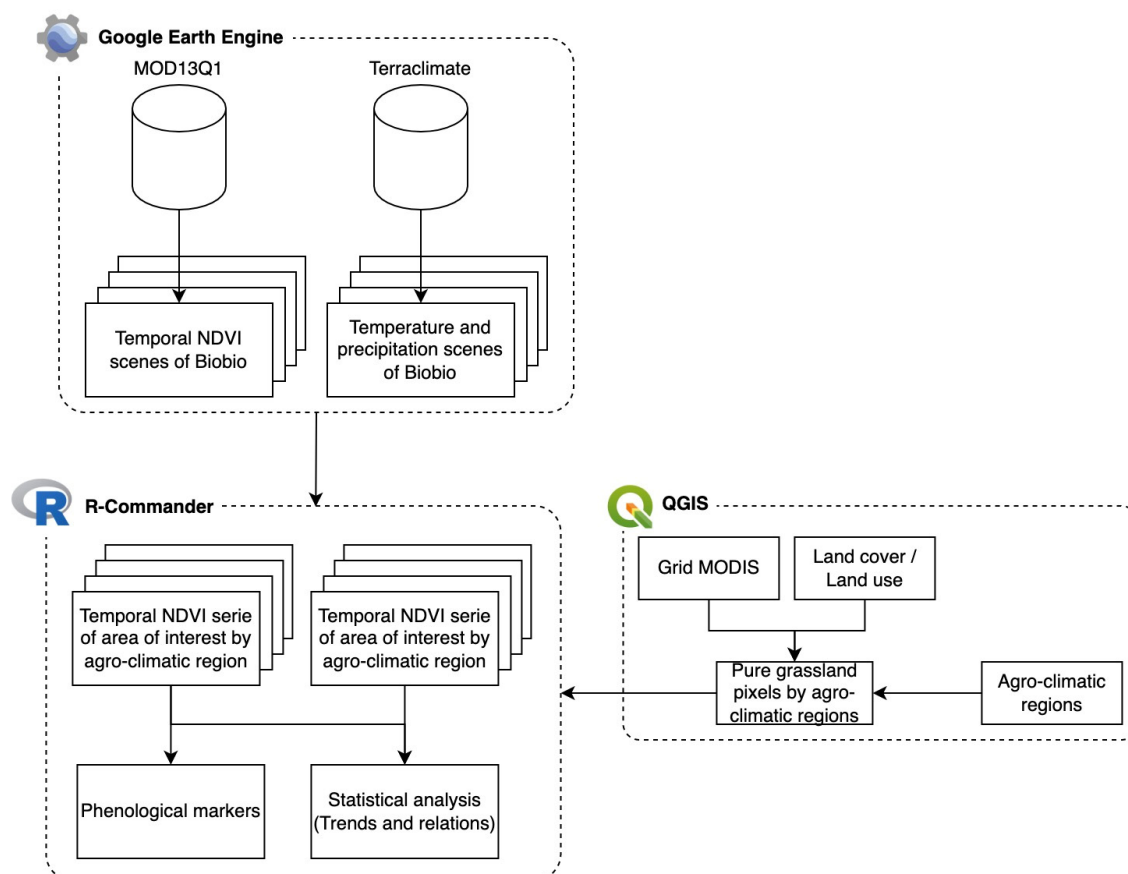 Google Earth Engine
MOD13Q1
Terraclimate
Temporal NDVI
scenes of Biobio
Temperature and
precipitation scenes
of Biobio
R-Commander
Temporal NDVI serie
of area of interest by
agro-climatic region
Temporal NDVI serie
of area of interest by
agro-climatic region
Phenological markers
Statistical analysis
(Trends and relations)
QGIS
Grid MODIS
Land cover /
Land use
Pure grassland
pixels by agro-
climatic regions
Agro-climatic
regions